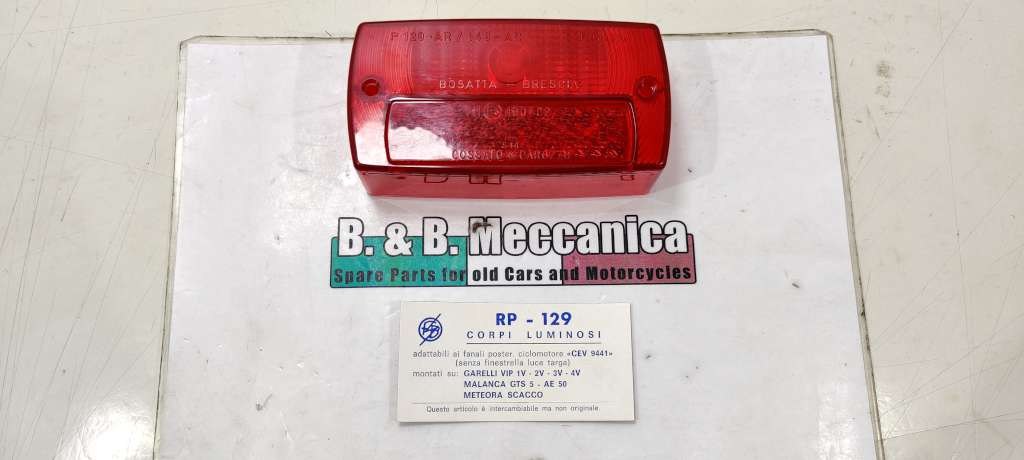 BOSATTA - BRESCIA
B. & B. Meccanica
Spare Parts for old Cars and Motorcycles
RP - 129
CORPI LUMINOSI
adattabili ai fanali poster. ciclomotore «CEV 9441»
(senza finestrella luce targa)
montati su: GARELLI VIP 1V - 2V - 3V - 4V
MALANCA GTS 5 - AE 50
METEORA SCACCO
Questo articolo è intercambiabile ma non originale.